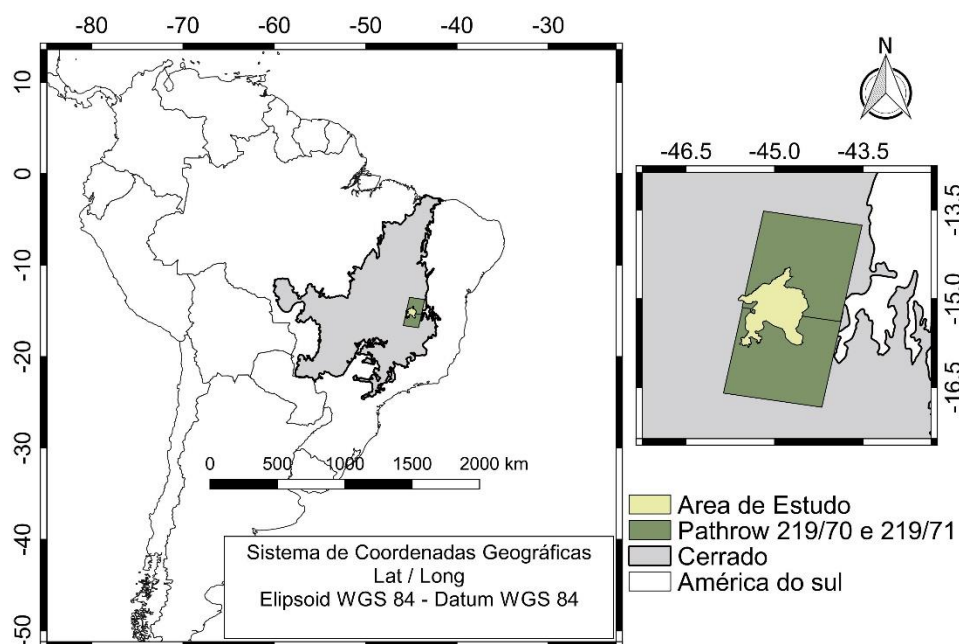 -80 -70 -60 -50 -40 -30
10
0
-10
-20
-30
-40
-50
0 500 1000 1500 2000 km
Sistema de Coordenadas Geográficas
Lat / Long
Elipsoid WGS 84 - Datum WGS 84
N
-46.5 -45.0 -43.5
-13.5
-15.0
-16.5
Area de Estudo
Pathrow 219/70 e 219/71
Cerrado
América do sul